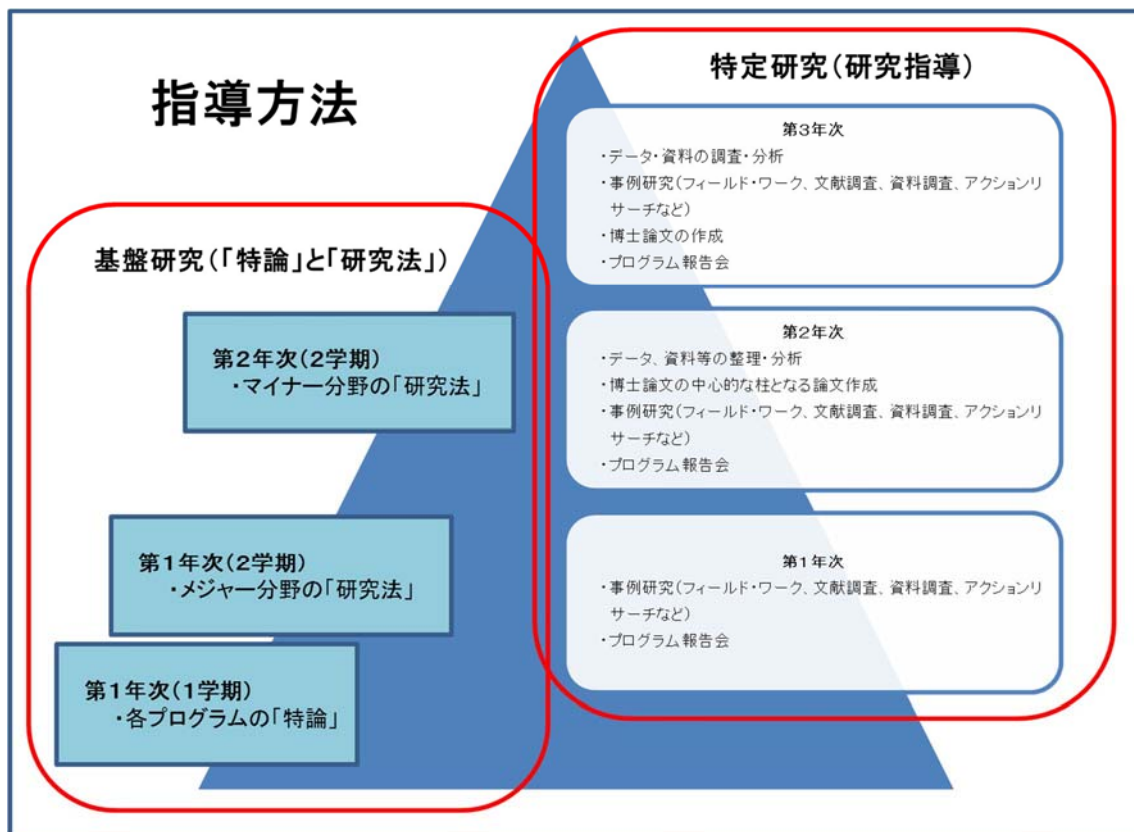 指導方法
基盤研究(「特論」と「研究法」)
第2年次(2学期)
・マイナー分野の「研究法」
第1年次(2学期)
・メジャー分野の「研究法」
第1年次(1学期)
・各プログラムの「特論」
特定研究(研究指導)
第3年次
・データ・資料の調査・分析
・事例研究(フィールド・ワーク、文献調査、資料調査、アクションリ
サーチなど)
・博士論文の作成
・プログラム報告会
第2年次
・データ、資料等の整理・分析
・博士論文の中心的な柱となる論文作成
・事例研究(フィールド・ワーク、文献調査、資料調査、アクションリ
サーチなど)
・プログラム報告会
第1年次
・事例研究(フィールド・ワーク、文献調査、資料調査、アクションリ
サーチなど)
・プログラム報告会